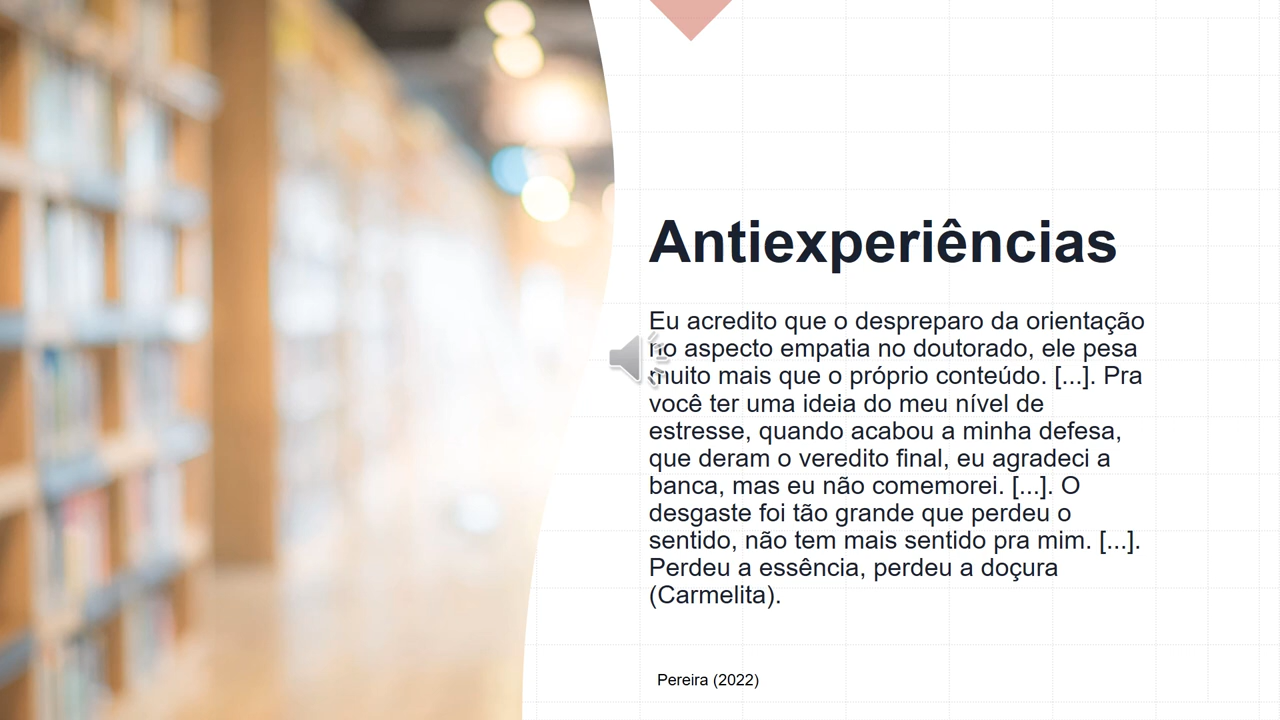 Antiexperiências
Eu acredito que o despreparo da orientação
no aspecto empatia no doutorado, ele pesa
muito mais que o próprio conteúdo. [...]. Pra
você ter uma ideia do meu nível de
estresse, quando acabou a minha defesa,
que deram o veredito final, eu agradeci a
banca, mas eu não comemorei. [...]. O
desgaste foi tão grande que perdeu o
sentido, não tem mais sentido pra mim. [...].
Perdeu a essência, perdeu a doçura
(Carmelita).
Pereira (2022)